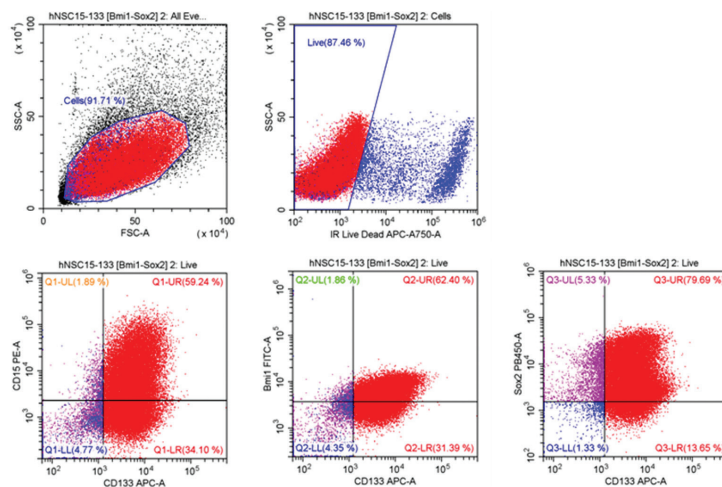 hNSC15-133 [Bmi1-Sox2] 2: All Eve...
(x 10⁴)
SSC-A
100
50
0
Cells(91.71 %)
0
50
100
FSC-A
(x 10⁴)
hNSC15-133 [Bmi1-Sox2] 2: Cells
(x 10⁴)
SSC-A
100
50
0
Live(87.46 %)
10² 10³ 10⁴ 10⁵ 10⁶
IR Live Dead APC-A750-A
hNSC15-133 [Bmi1-Sox2] 2: Live
CD15 PE-A
10⁶
10⁵
10⁴
10³
Q1-UL(1.89 %)
Q1-UR(59.24 %)
Q1-LL(4.77 %)
Q1-LR(34.10 %)
10² 10³ 10⁴ 10⁵
CD133 APC-A
hNSC15-133 [Bmi1-Sox2] 2: Live
Bmi1 FITC-A
10⁵
10⁴
10³
Q2-UL(1.86 %)
Q2-UR(62.40 %)
Q2-LL(4.35 %)
Q2-LR(31.39 %)
10² 10³ 10⁴ 10⁵
CD133 APC-A
hNSC15-133 [Bmi1-Sox2] 2: Live
Sox2 PB450-A
10⁵
10⁴
10³
10²
Q3-UL(5.33 %)
Q3-UR(79.69 %)
Q3-LL(1.33 %)
Q3-LR(13.65 %)
10² 10³ 10⁴ 10⁵
CD133 APC-A